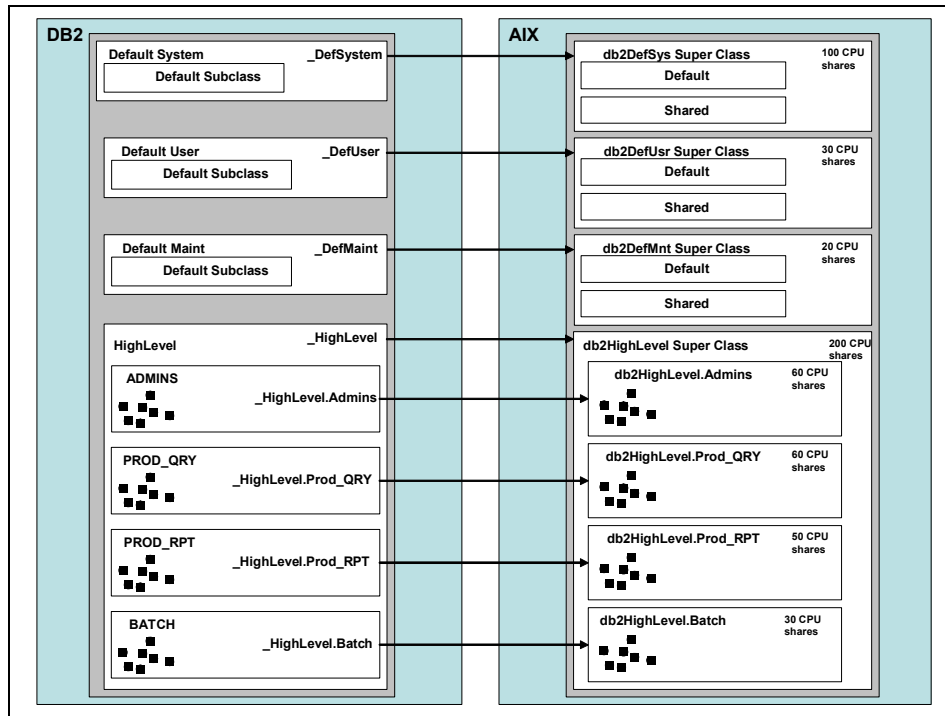 DB2
AIX
Default System
_DefSystem
Default Subclass
db2DefSys Super Class
100 CPU
shares
Default
Shared
Default User
_DefUser
Default Subclass
db2DefUsr Super Class
30 CPU
shares
Default
Shared
Default Maint
_DefMaint
Default Subclass
db2DefMnt Super Class
20 CPU
shares
Default
Shared
_HighLevel
HighLevel
db2HighLevel Super Class
200 CPU
shares
ADMINS
_HighLevel.Admins
db2HighLevel.Admins
60 CPU
shares
PROD_QRY
_HighLevel.Prod_QRY
db2HighLevel.Prod_QRY
60 CPU
shares
PROD_RPT
_HighLevel.Prod_RPT
db2HighLevel.Prod_RPT
50 CPU
shares
BATCH
_HighLevel.Batch
db2HighLevel.Batch
30 CPU
shares